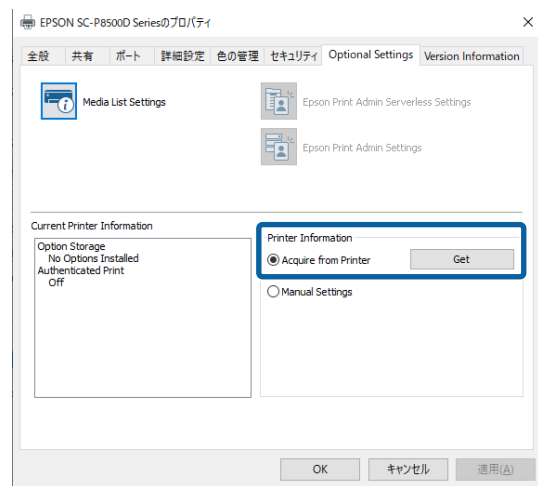 EPSON SC-P8500D Seriesのプロパティ
全般 共有 ポート 詳細設定 色の管理 セキュリティ Optional Settings Version Information
Media List Settings
Epson Print Admin Serverless Settings
Epson Print Admin Settings
Current Printer Information
Option Storage
No Options Installed
Authenticated Print
Off
Printer Information
Acquire from Printer Get
Manual Settings
OK キャンセル 適用(A)